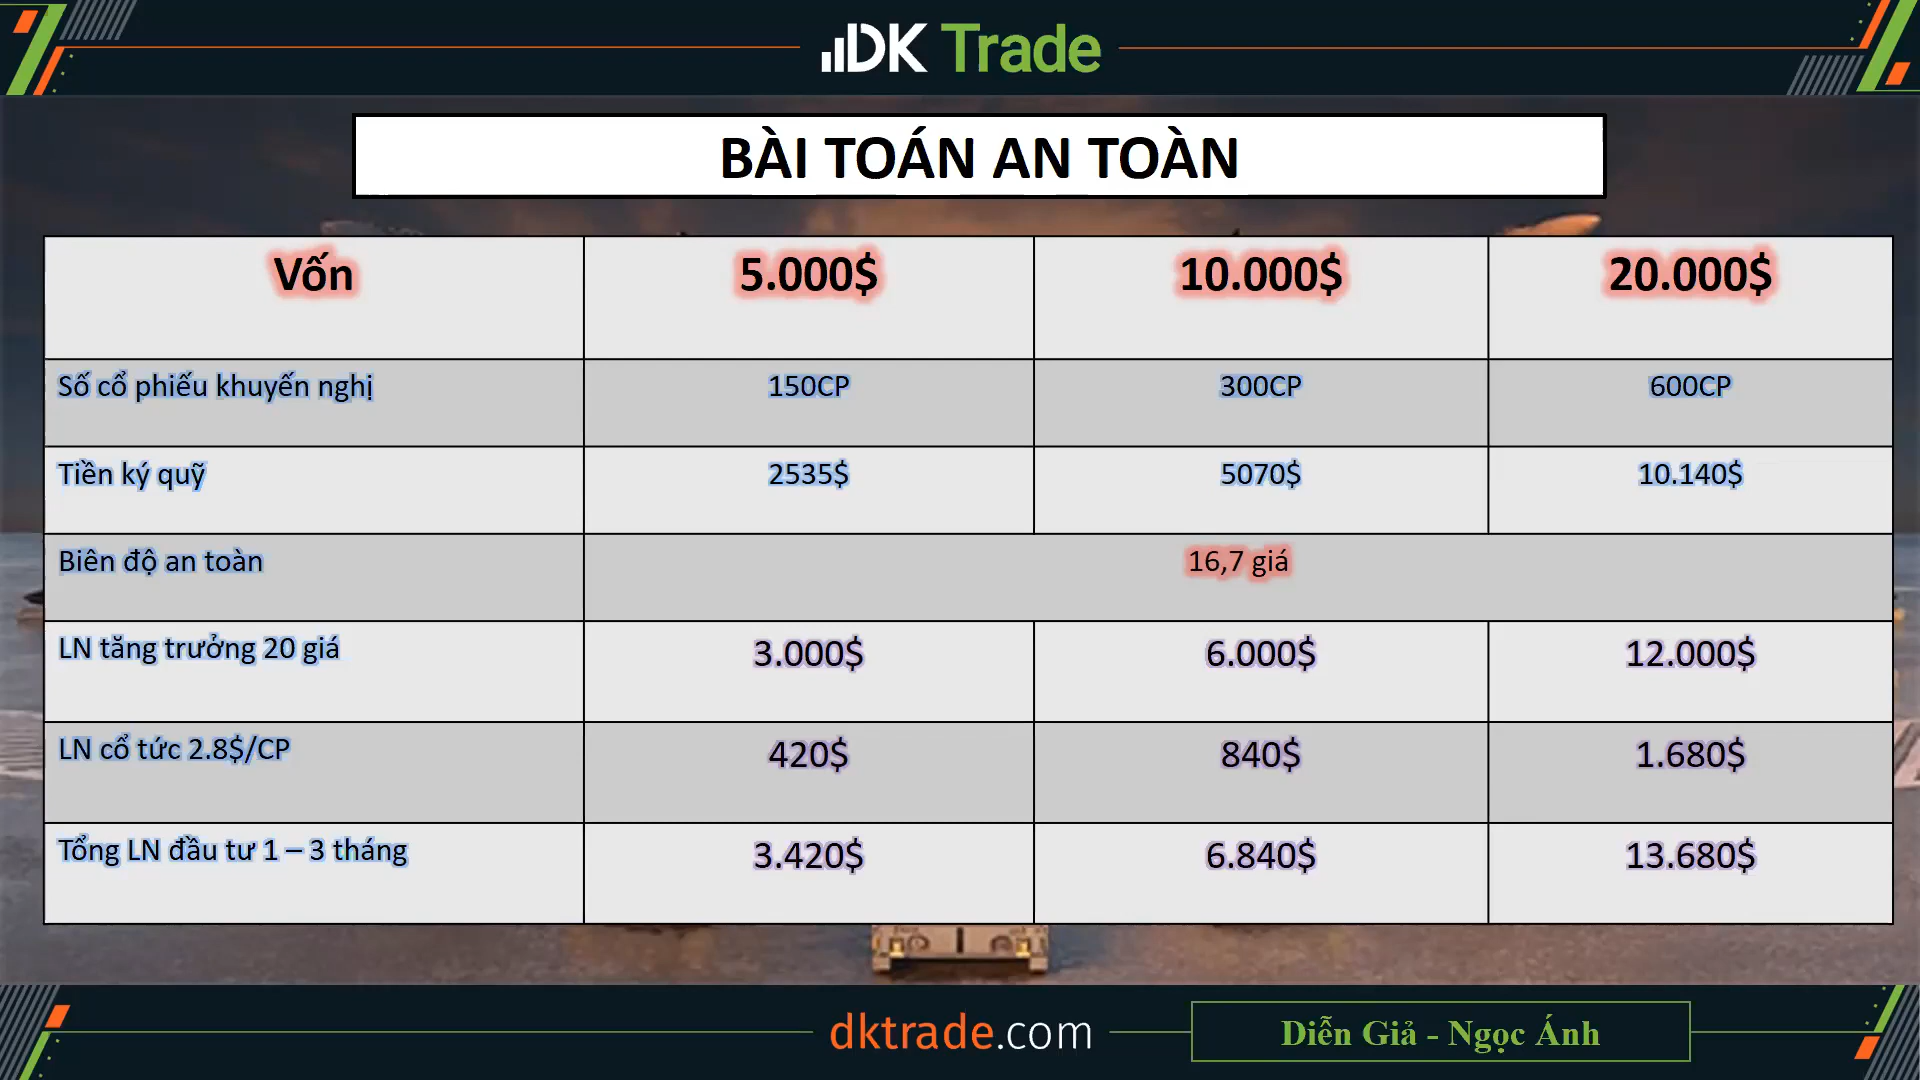 DK Trade
BÀI TOÁN AN TOÀN
Vốn 5.000$ 10.000$ 20.000$
Số cổ phiếu khuyến nghị 150CP 300CP 600CP
Tiền ký quỹ 2535$ 5070$ 10.140$
Biên độ an toàn 16,7 giá
LN tăng trưởng 20 giá 3.000$ 6.000$ 12.000$
LN cổ tức 2.8$/CP 420$ 840$ 1.680$
Tổng LN đầu tư 1 – 3 tháng 3.420$ 6.840$ 13.680$
dktrade.com
Diễn Giả - Ngọc Ánh